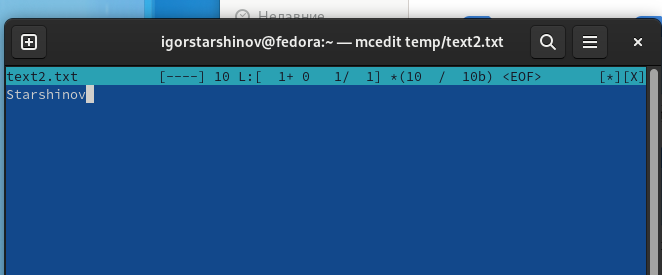 Недавние
igorstarshinov@fedora:~ — mcedit temp/text2.txt
text2.txt [----] 10 L:[ 1+ 0 1/ 1] *(10 / 10b) <EOF> [*][X]
Starshinov